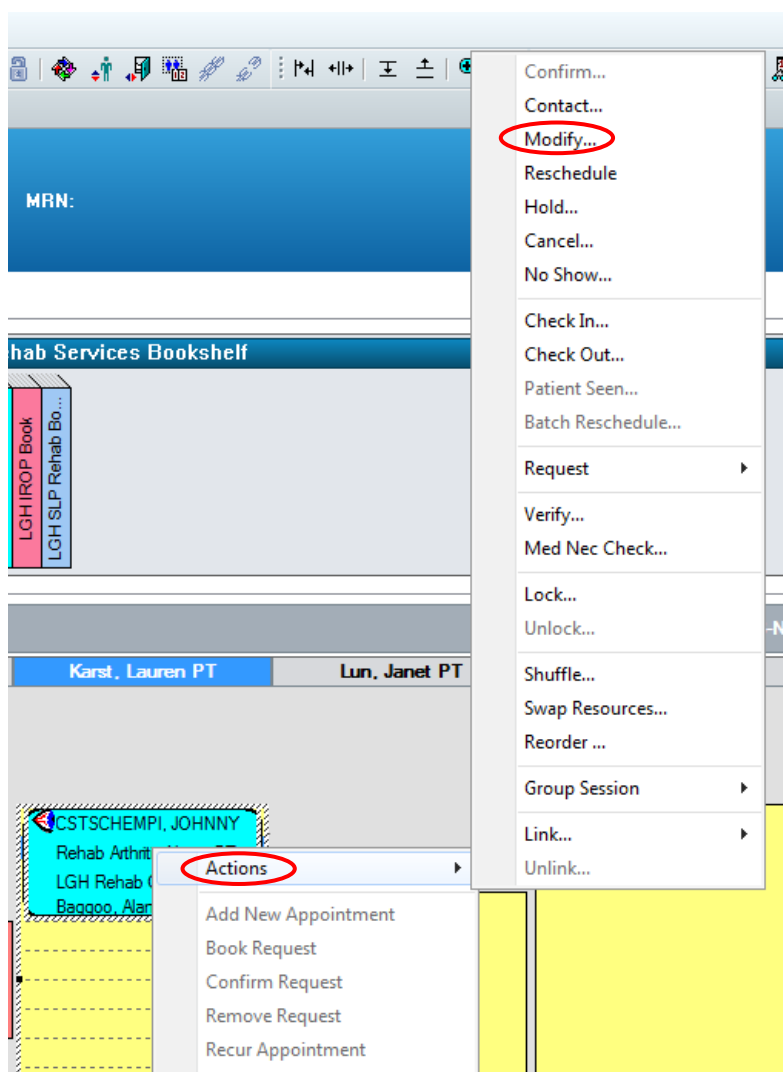 Confirm...
Contact...
Modify...
Reschedule
MRN:
Hold...
Cancel...
No Show...
Check In...
hab Services Bookshelf
Check Out...
Patient Seen...
Batch Reschedule...
LGH IROP Book
LGH SLP Rehab Bo...
Request
Verify...
Med Nec Check...
Lock...
Unlock...
-N
Karst, Lauren PT
Lun, Janet PT
Shuffle...
Swap Resources...
Reorder ...
Group Session
CSTSCHEMPI, JOHNNY
Link...
Rehab Arthrit
Actions
Unlink...
LGH Rehab
Baggoo, Alan
Add New Appointment
Book Request
Confirm Request
Remove Request
Recur Appointment